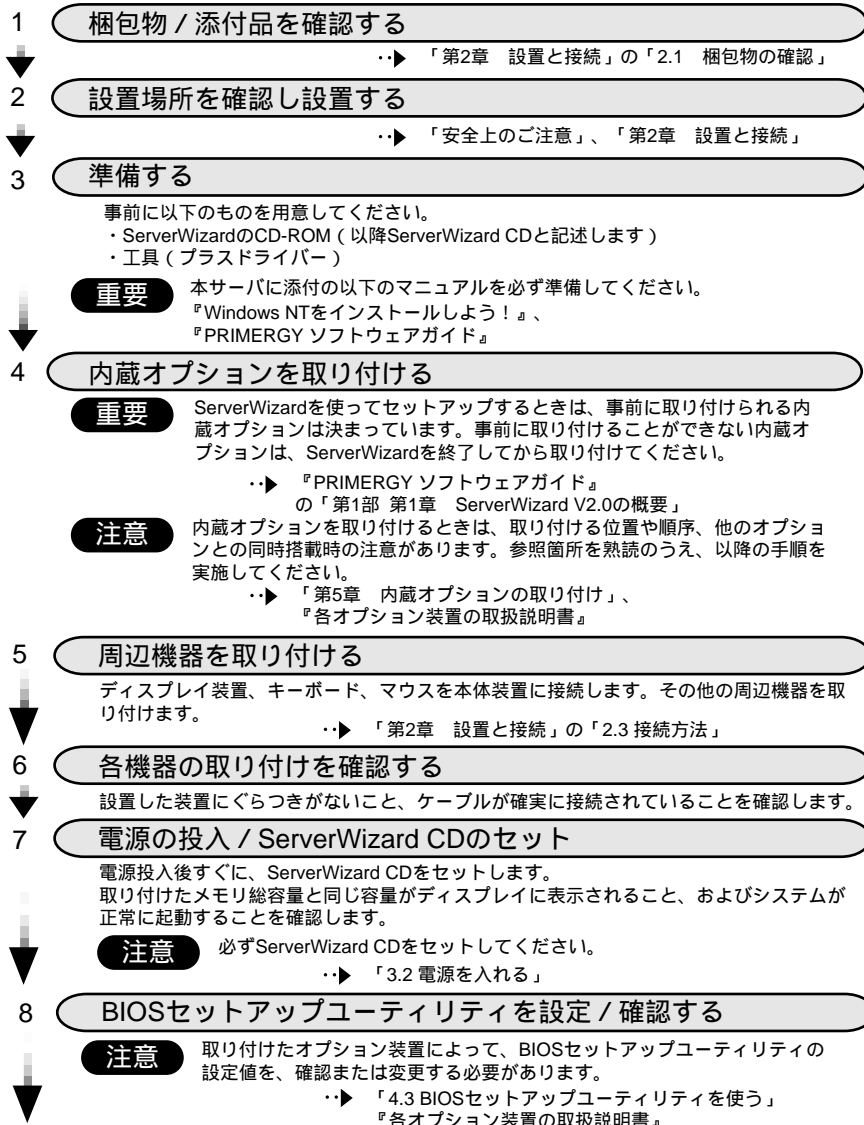 1 梱包物 / 添付品を確認する
「第2章　設置と接続」の「2.1　梱包物の確認」
2 設置場所を確認し設置する
「安全上のご注意」、「第2章　設置と接続」
3 準備する
事前に以下のものを用意してください。
・ServerWizardのCD-ROM（以降ServerWizard CDと記述します）
・工具（プラスドライバー）
重要 本サーバに添付の以下のマニュアルを必ず準備してください。
『Windows NTをインストールしよう！』、
『PRIMERGY ソフトウェアガイド』
4 内蔵オプションを取り付ける
重要 ServerWizardを使ってセットアップするときは、事前に取り付けられる内
蔵オプションは決まっています。事前に取り付けることができない内蔵オ
プションは、ServerWizardを終了してから取り付けてください。
『PRIMERGY ソフトウェアガイド』
の「第1部 第1章　ServerWizard V2.0の概要」
注意 内蔵オプションを取り付けるときは、取り付ける位置や順序、他のオプショ
ンとの同時搭載時の注意があります。参照箇所を熟読のうえ、以降の手順を
実施してください。
「第5章　内蔵オプションの取り付け」、
『各オプション装置の取扱説明書』
5 周辺機器を取り付ける
ディスプレイ装置、キーボード、マウスを本体装置に接続します。その他の周辺機器を取
り付けます。
「第2章　設置と接続」の「2.3 接続方法」
6 各機器の取り付けを確認する
設置した装置にぐらつきがないこと、ケーブルが確実に接続されていることを確認します。
7 電源の投入 / ServerWizard CDのセット
電源投入後すぐに、ServerWizard CDをセットします。
取り付けたメモリ総容量と同じ容量がディスプレイに表示されること、およびシステムが
正常に起動することを確認します。
注意 必ずServerWizard CDをセットしてください。
「3.2 電源を入れる」
8 BIOSセットアップユーティリティを設定 / 確認する
注意 取り付けたオプション装置によって、BIOSセットアップユーティリティの
設定値を、確認または変更する必要があります。
「4.3 BIOSセットアップユーティリティを使う」
『各オプション装置の取扱説明書』